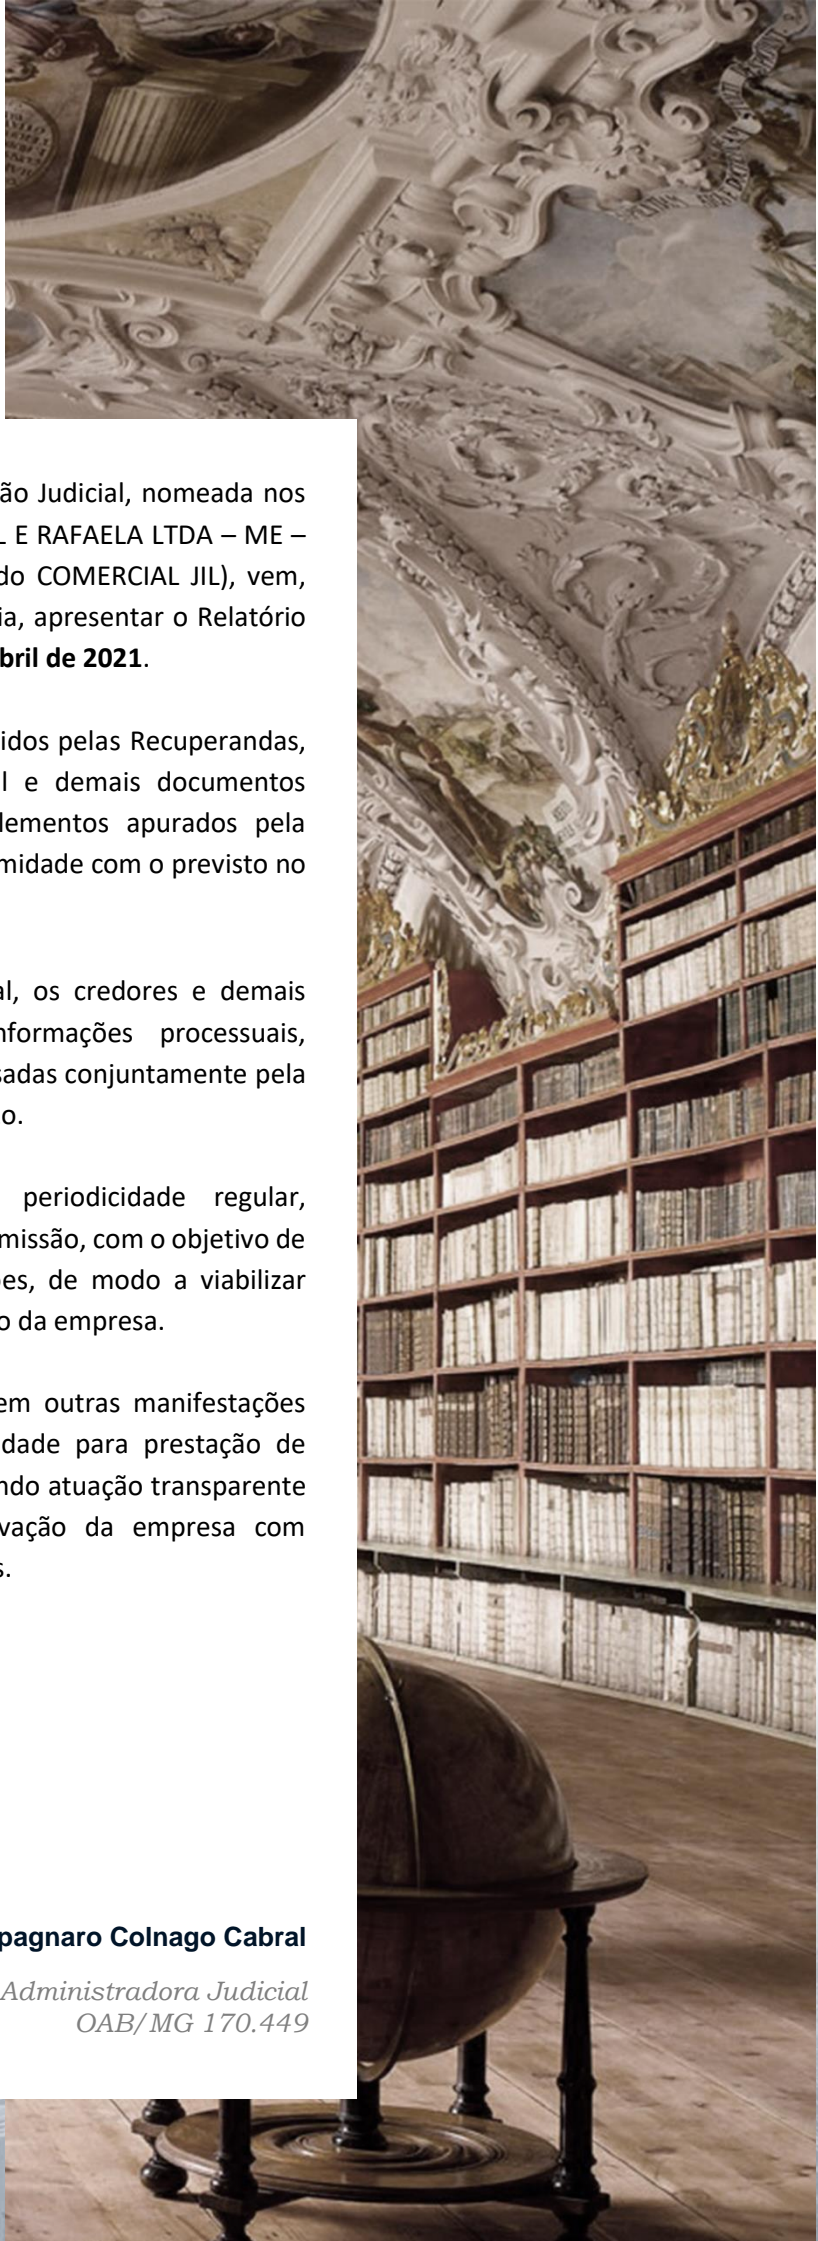 ão Judicial, nomeada nos
L E RAFAELA LTDA – ME –
do COMERCIAL JIL), vem,
ia, apresentar o Relatório
bril de 2021.
idos pelas Recuperandas,
l e demais documentos
lementos apurados pela
midade com o previsto no
al, os credores e demais
nformações processuais,
sadas conjuntamente pela
o.
periodicidade regular,
missão, com o objetivo de
es, de modo a viabilizar
o da empresa.
em outras manifestações
dade para prestação de
ndo atuação transparente
vação da empresa com
s.
pagnaro Colnago Cabral
Administradora Judicial
OAB/MG 170.449